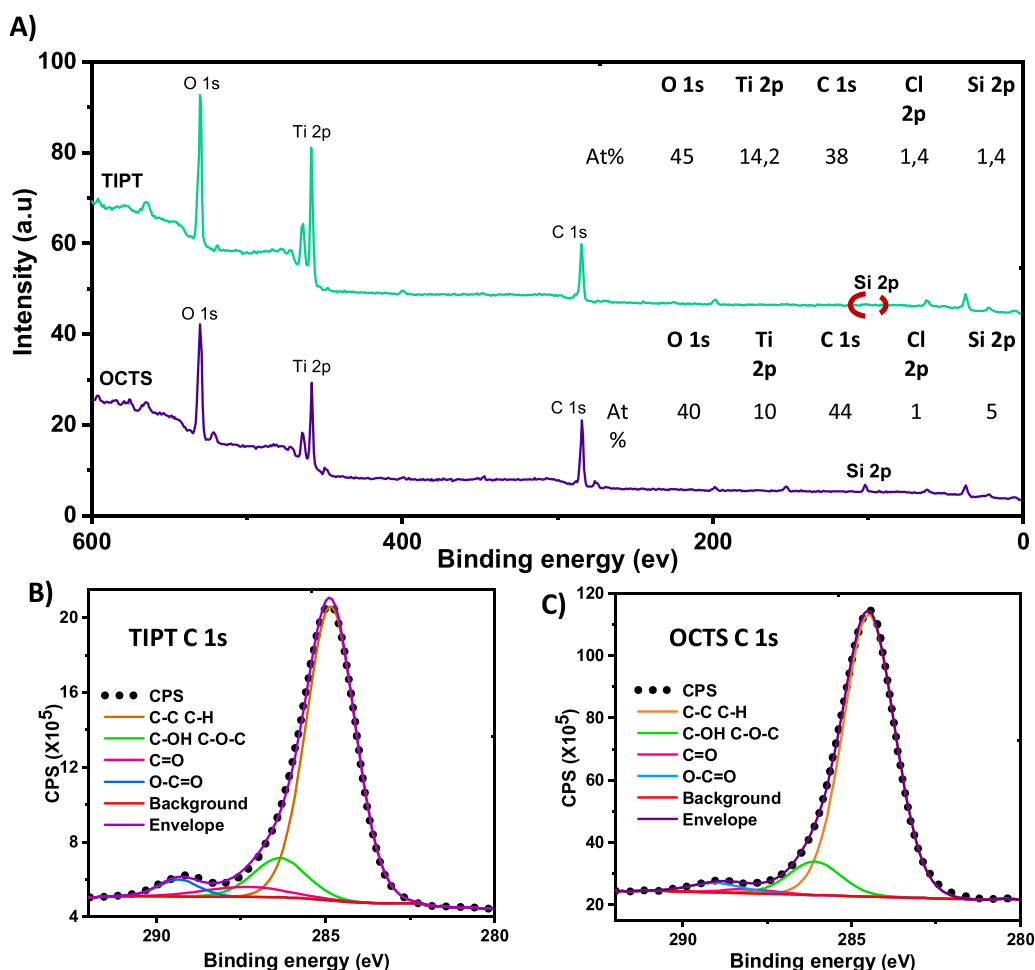 A)
100
80
60
40
20
0
Intensity (a.u)
O 1s
Ti 2p
C 1s
TIPT
Si 2p
O 1s Ti 2p C 1s Cl 2p Si 2p
At% 45 14,2 38 1,4 1,4
O 1s
Ti 2p
C 1s
OCTS
Si 2p
O 1s Ti 2p C 1s Cl 2p Si 2p
At % 40 10 44 1 5
600 400 200 0
Binding energy (ev)
B)
TIPT C 1s
CPS
C-C C-H
C-OH C-O-C
C=O
O-C=O
Background
Envelope
20
16
12
8
4
CPS (X10⁵)
290 285 280
Binding energy (eV)
C)
OCTS C 1s
CPS
C-C C-H
C-OH C-O-C
C=O
O-C=O
Background
Envelope
120
100
80
60
40
20
CPS (X10⁵)
290 285 280
Binding energy (eV)